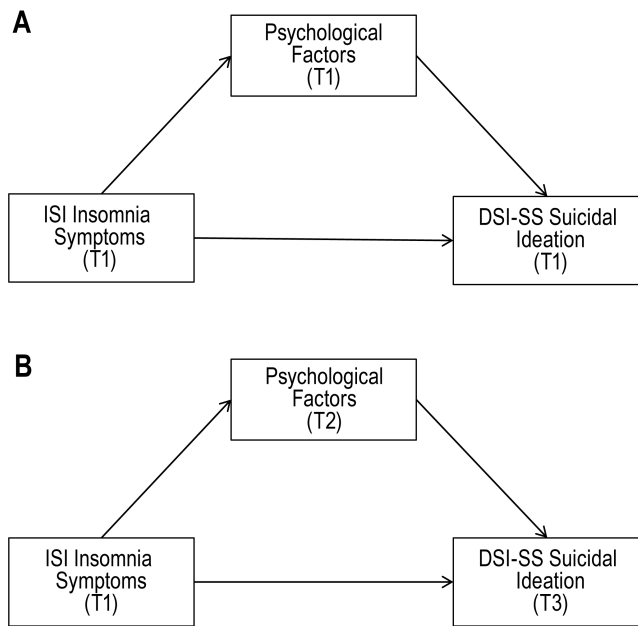 A
Psychological
Factors
(T1)
ISI Insomnia
Symptoms
(T1)
DSI-SS Suicidal
Ideation
(T1)
B
Psychological
Factors
(T2)
ISI Insomnia
Symptoms
(T1)
DSI-SS Suicidal
Ideation
(T3)